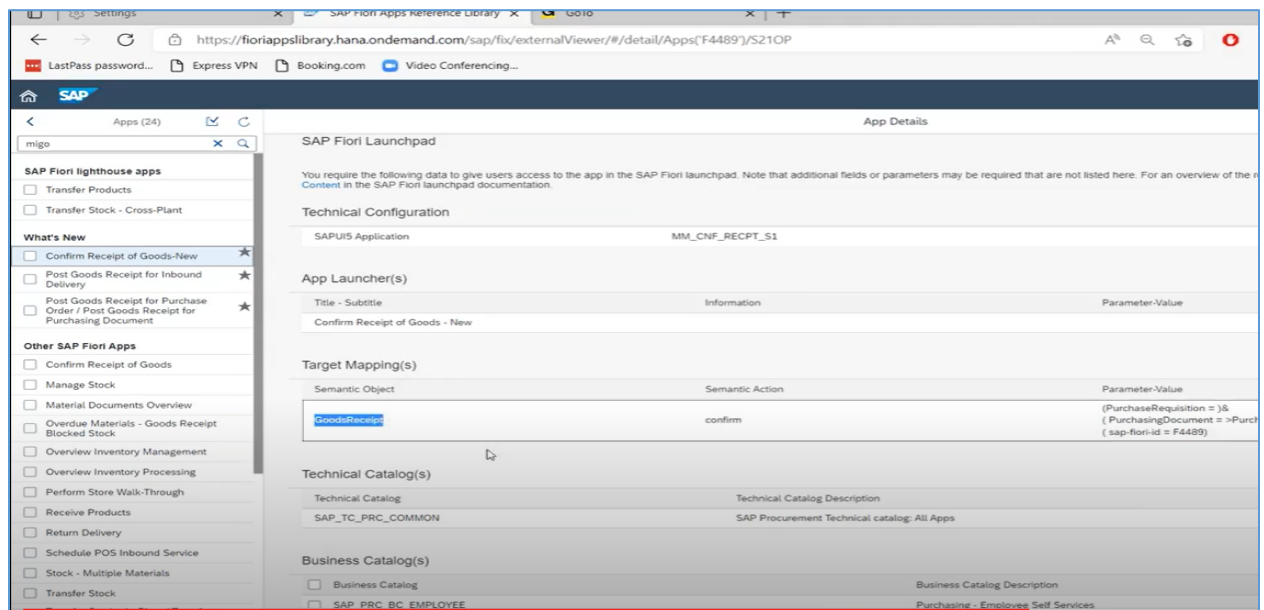 Settings
SAP Fiori Apps Reference Library
GoTo
https://fioriappslibrary.hana.ondemand.com/sap/fix/externalViewer/#/detail/Apps('F4489')/S21OP
LastPass password...
Express VPN
Booking.com
Video Conferencing...
SAP
Apps (24)
App Details
migo
SAP Fiori lighthouse apps
Transfer Products
Transfer Stock - Cross-Plant
What's New
Confirm Receipt of Goods-New
Post Goods Receipt for Inbound
Delivery
Post Goods Receipt for Purchase
Order / Post Goods Receipt for
Purchasing Document
Other SAP Fiori Apps
Confirm Receipt of Goods
Manage Stock
Material Documents Overview
Overdue Materials - Goods Receipt
Blocked Stock
Overview Inventory Management
Overview Inventory Processing
Perform Store Walk-Through
Receive Products
Return Delivery
Schedule POS Inbound Service
Stock - Multiple Materials
Transfer Stock
SAP Fiori Launchpad
You require the following data to give users access to the app in the SAP Fiori launchpad. Note that additional fields or parameters may be required that are not listed here. For an overview of the
Content in the SAP Fiori launchpad documentation.
Technical Configuration
SAPUI5 Application MM_CNF_RECPT_S1
App Launcher(s)
Title - Subtitle Information Parameter-Value
Confirm Receipt of Goods - New
Target Mapping(s)
Semantic Object Semantic Action Parameter-Value
GoodsReceipt confirm (PurchaseRequisition = )&
( PurchasingDocument = >Purch
( sap-fiori-id = F4489)
Technical Catalog(s)
Technical Catalog Technical Catalog Description
SAP_TC_PRC_COMMON SAP Procurement Technical catalog: All Apps
Business Catalog(s)
Business Catalog Business Catalog Description
SAP_PRC_BC_EMPLOYEE Purchasing - Employee Self Services